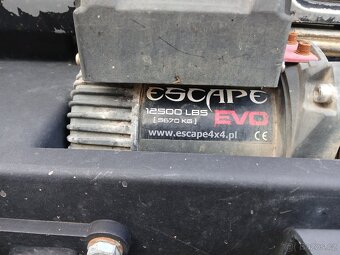 ESCAPE
12500 LBS
[ 5670 KG ]
EVO
www.escape4x4.pl CE